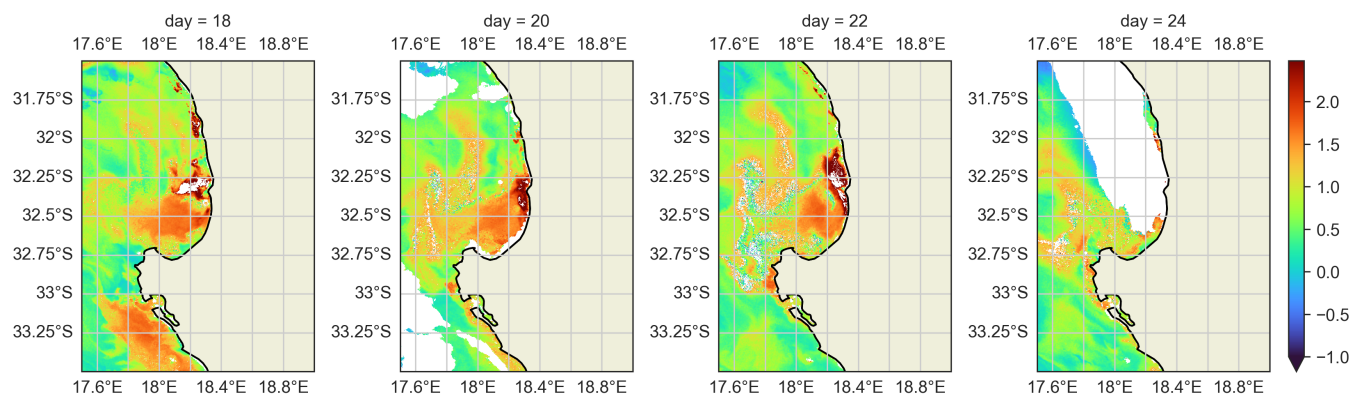 day = 18
day = 20
day = 22
day = 24
17.6°E 18°E 18.4°E 18.8°E
17.6°E 18°E 18.4°E 18.8°E
17.6°E 18°E 18.4°E 18.8°E
17.6°E 18°E 18.4°E 18.8°E
31.75°S 31.75°S 31.75°S 31.75°S 2.0
32°S 32°S 32°S 32°S 1.5
32.25°S 32.25°S 32.25°S 32.25°S 1.0
32.5°S 32.5°S 32.5°S 32.5°S 0.5
32.75°S 32.75°S 32.75°S 32.75°S 0.0
33°S 33°S 33°S 33°S −0.5
33.25°S 33.25°S 33.25°S 33.25°S −1.0
17.6°E 18°E 18.4°E 18.8°E
17.6°E 18°E 18.4°E 18.8°E
17.6°E 18°E 18.4°E 18.8°E
17.6°E 18°E 18.4°E 18.8°E